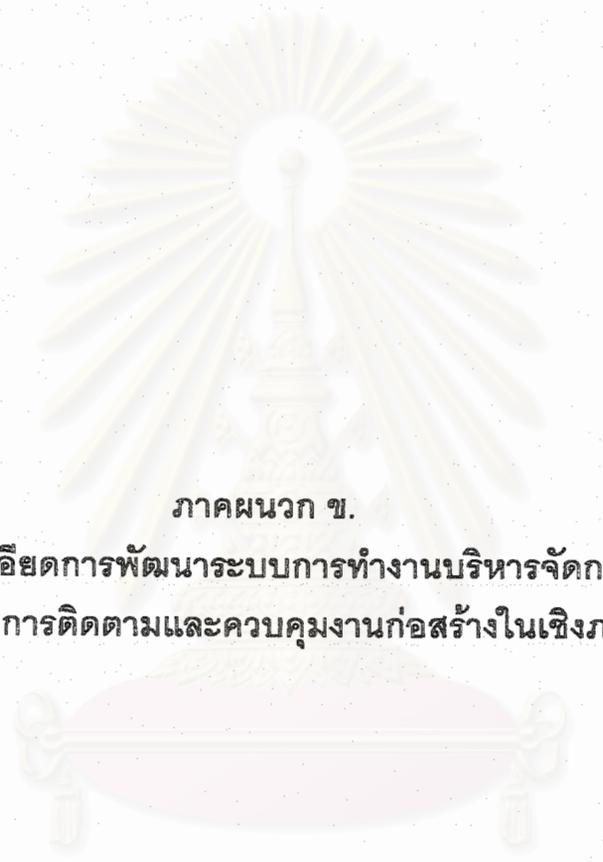 ภาคผนวก ข.
อียดการพัฒนาระบบการทำงานบริหารจัดก
การติดตามและควบคุมงานก่อสร้างในเชิงภ